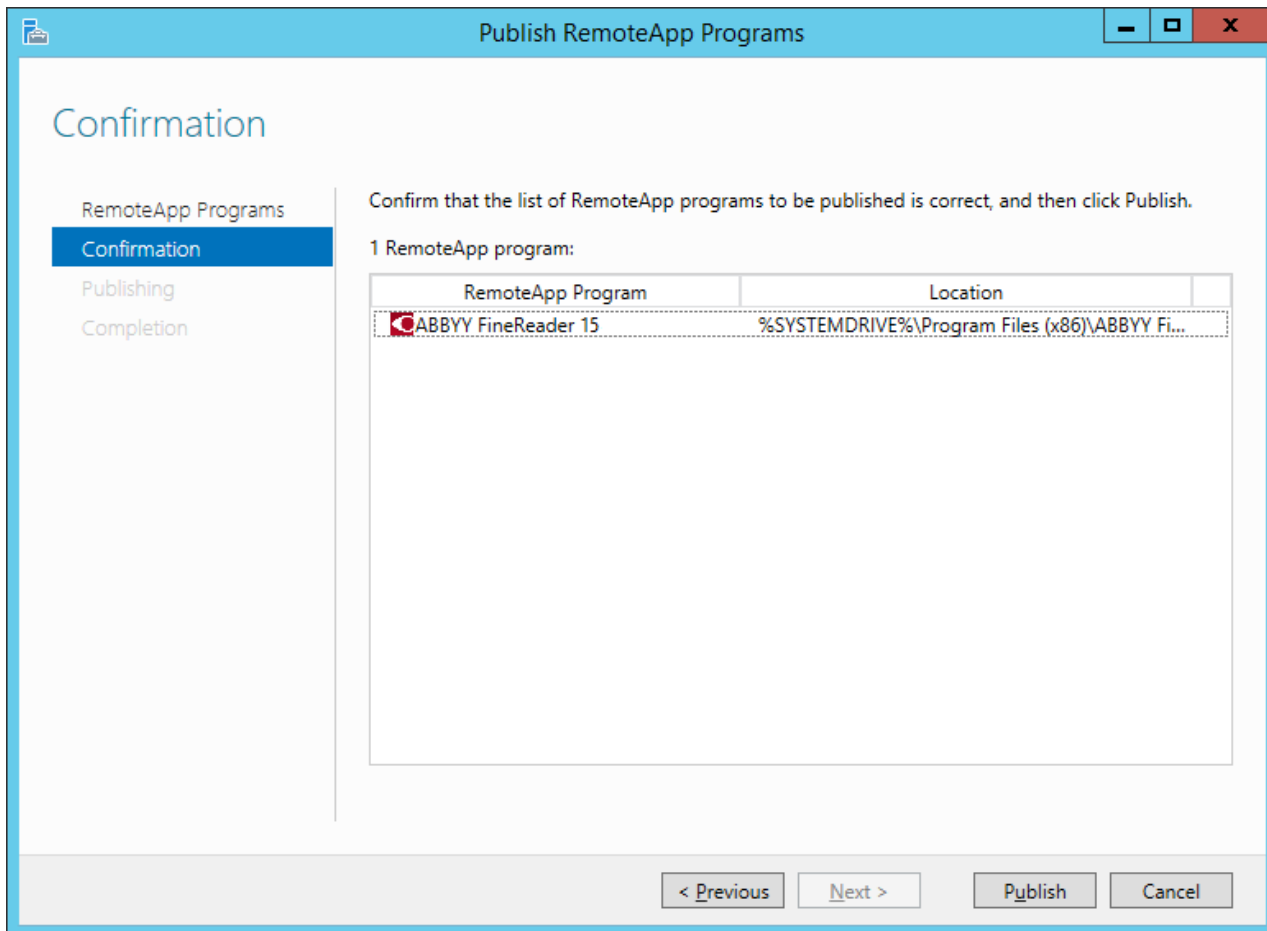 Publish RemoteApp Programs
Confirmation
RemoteApp Programs
Confirmation
Publishing
Completion
Confirm that the list of RemoteApp programs to be published is correct, and then click Publish.
1 RemoteApp program:
RemoteApp Program Location
ABBYY FineReader 15 %SYSTEMDRIVE%\Program Files (x86)\ABBYY Fi...
< Previous Next > Publish Cancel